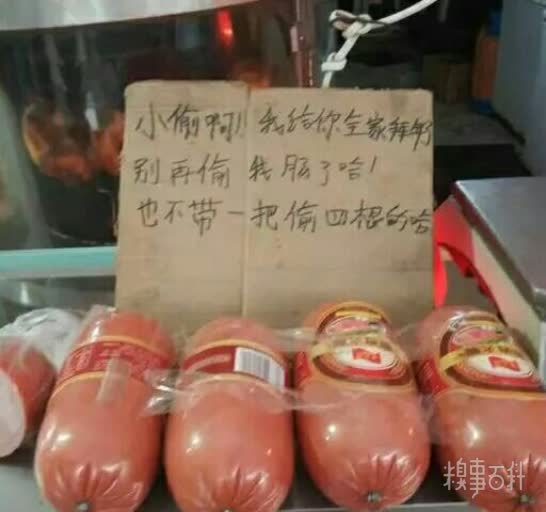 小偷啊!我给你全家拜年
别再偷我肠了哈!
也不带一把偷四根的哈
糗事百科